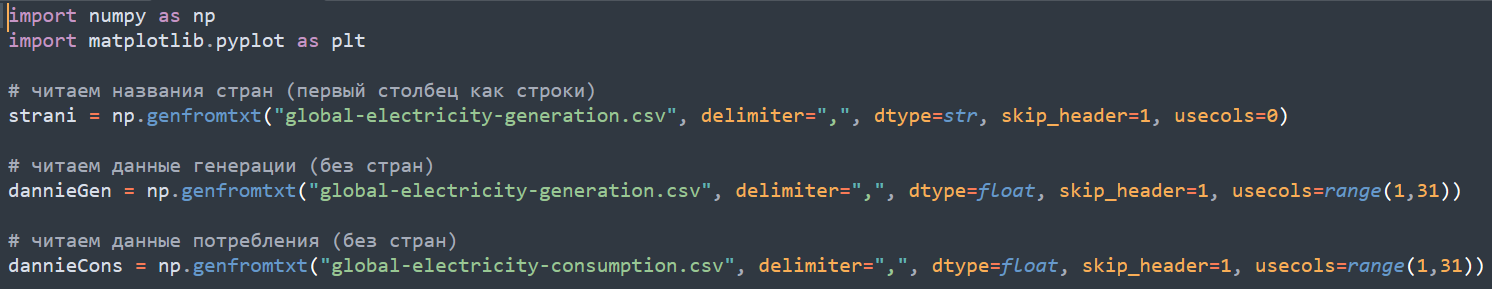 import numpy as np
import matplotlib.pyplot as plt
# читаем названия стран (первый столбец как строки)
strani = np.genfromtxt("global-electricity-generation.csv", delimiter=",", dtype=str, skip_header=1, usecols=0)
# читаем данные генерации (без стран)
dannieGen = np.genfromtxt("global-electricity-generation.csv", delimiter=",", dtype=float, skip_header=1, usecols=range(1,31))
# читаем данные потребления (без стран)
dannieCons = np.genfromtxt("global-electricity-consumption.csv", delimiter=",", dtype=float, skip_header=1, usecols=range(1,31))